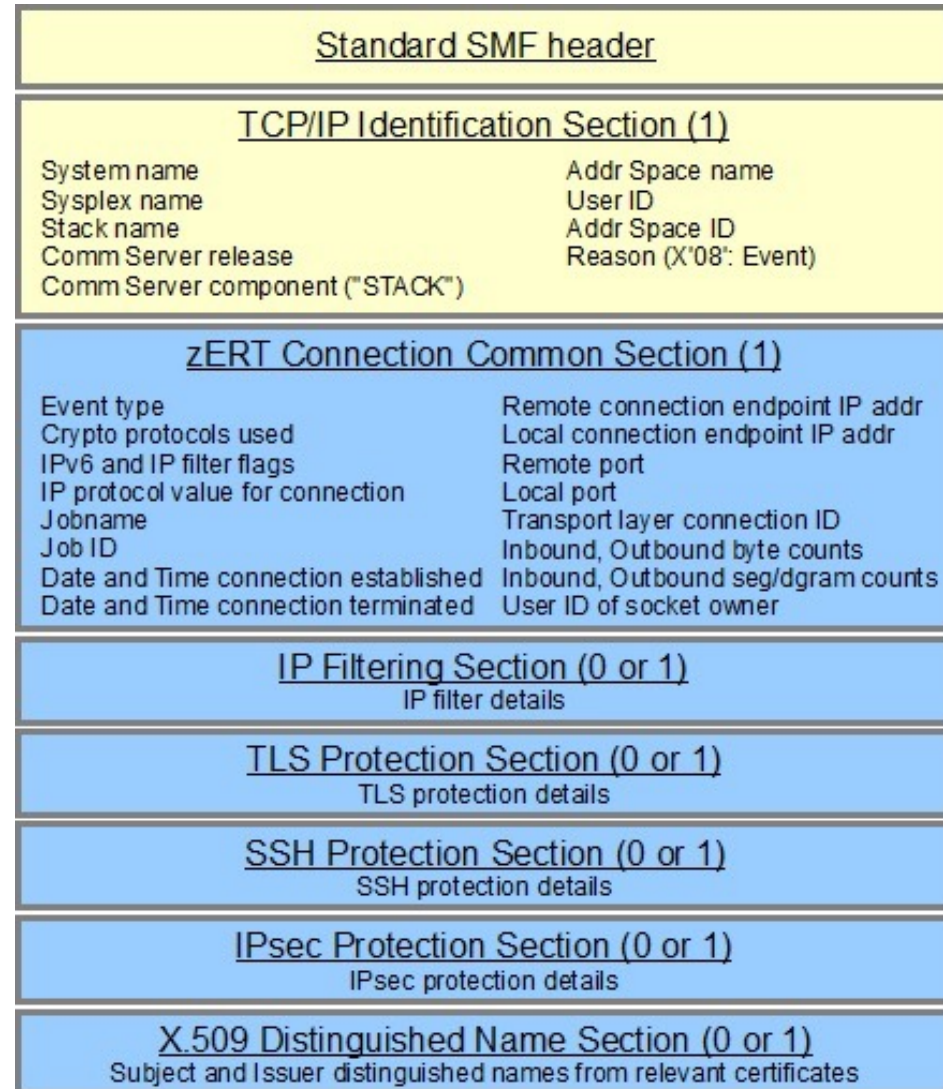 Standard SMF header
TCP/IP Identification Section (1)
System name
Sysplex name
Stack name
Comm Server release
Comm Server component ("STACK")
Addr Space name
User ID
Addr Space ID
Reason (X'08': Event)
zERT Connection Common Section (1)
Event type
Crypto protocols used
IPv6 and IP filter flags
IP protocol value for connection
Jobname
Job ID
Date and Time connection established
Date and Time connection terminated
Remote connection endpoint IP addr
Local connection endpoint IP addr
Remote port
Local port
Transport layer connection ID
Inbound, Outbound byte counts
Inbound, Outbound seg/dgram counts
User ID of socket owner
IP Filtering Section (0 or 1)
IP filter details
TLS Protection Section (0 or 1)
TLS protection details
SSH Protection Section (0 or 1)
SSH protection details
IPsec Protection Section (0 or 1)
IPsec protection details
X.509 Distinguished Name Section (0 or 1)
Subject and Issuer distinguished names from relevant certificates